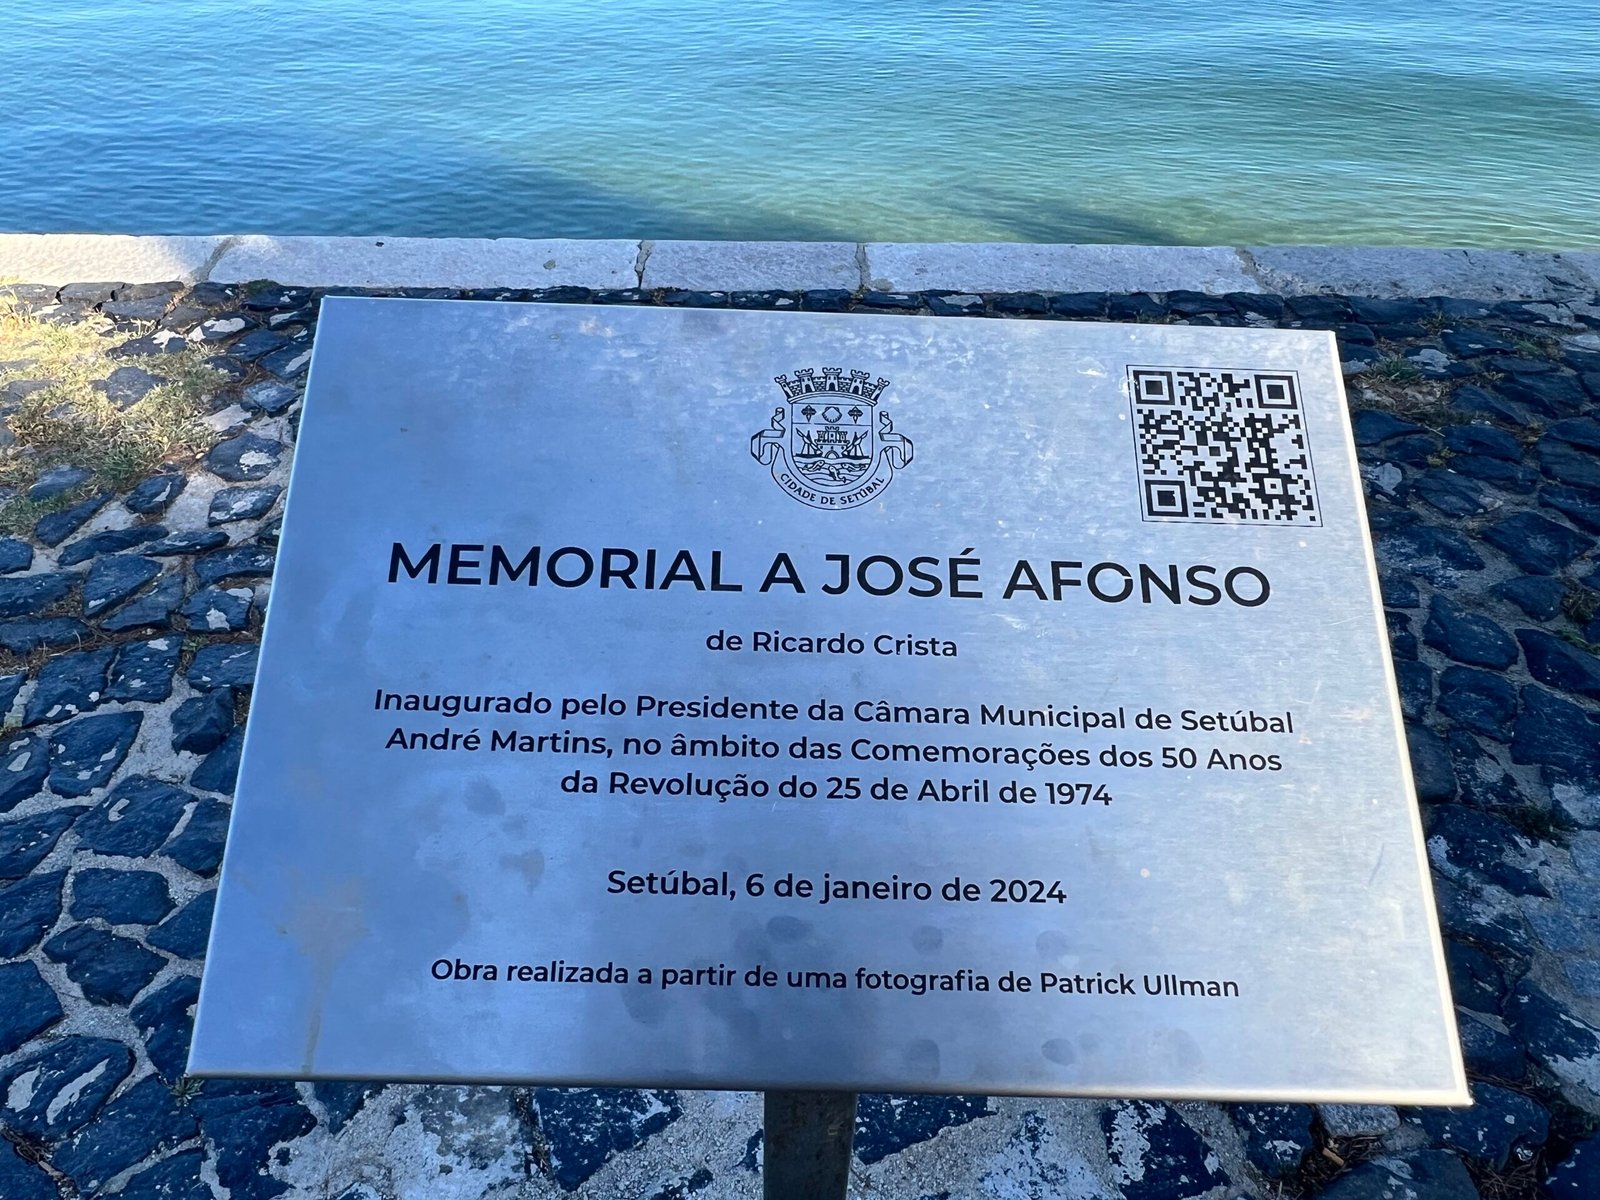 CIDADE DE SETÚBAL
MEMORIAL A JOSÉ AFONSO
de Ricardo Crista
Inaugurado pelo Presidente da Câmara Municipal de Setúbal
André Martins, no âmbito das Comemorações dos 50 Anos
da Revolução do 25 de Abril de 1974
Setúbal, 6 de janeiro de 2024
Obra realizada a partir de uma fotografia de Patrick Ullman